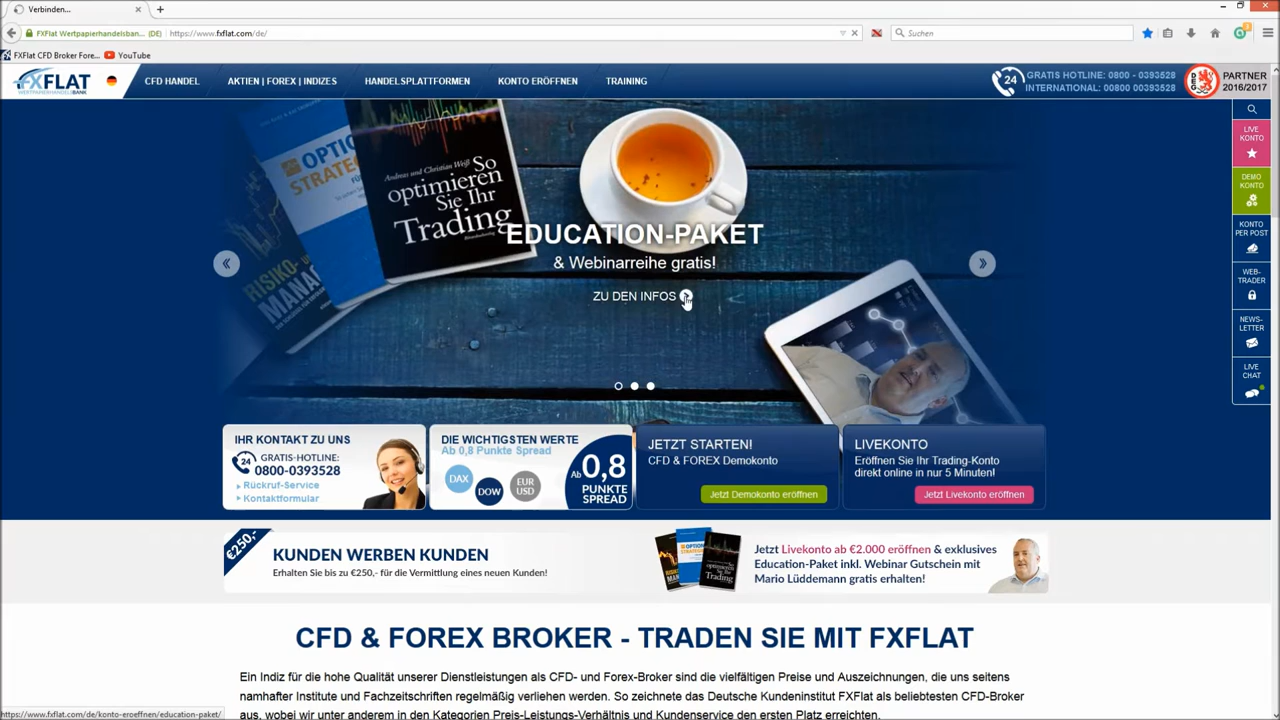 Verbinden...
FXFlat Wertpapierhandelsban... (DE)
https://www.fxflat.com/de/
Suchen
FXFlat CFD Broker Fore...
YouTube
FXFLAT
WERTPAPIERHANDELSBANK
CFD HANDEL
AKTIEN | FOREX | INDIZES
HANDELSPLATTFORMEN
KONTO ERÖFFNEN
TRAINING
24
GRATIS HOTLINE: 0800 - 0393528
INTERNATIONAL: 00800 00393528
DEG
PARTNER
2016/2017
LIVE
KONTO
DEMO
KONTO
KONTO
PER POST
WEB-
TRADER
NEWS-
LETTER
LIVE
CHAT
Andreas und Christian Weiß
So
optimieren
Sie Ihr
Trading
EDUCATION-PAKET
& Webinarreihe gratis!
ZU DEN INFOS
IHR KONTAKT ZU UNS
24
GRATIS-HOTLINE:
0800-0393528
Rückruf-Service
Kontaktformular
DIE WICHTIGSTEN WERTE
Ab 0,8 Punkte Spread
DAX
DOW
EUR
USD
Ab 0,8
PUNKTE
SPREAD
JETZT STARTEN!
CFD & FOREX Demokonto
Jetzt Demokonto eröffnen
LIVEKONTO
Eröffnen Sie Ihr Trading-Konto
direkt online in nur 5 Minuten!
Jetzt Livekonto eröffnen
€250,-
KUNDEN WERBEN KUNDEN
Erhalten Sie bis zu €250,- für die Vermittlung eines neuen Kunden!
Jetzt Livekonto ab €2.000 eröffnen & exklusives
Education-Paket inkl. Webinar Gutschein mit
Mario Lüddemann gratis erhalten!
CFD & FOREX BROKER - TRADEN SIE MIT FXFLAT
Ein Indiz für die hohe Qualität unserer Dienstleistungen als CFD- und Forex-Broker sind die vielfältigen Preise und Auszeichnungen, die uns seitens
namhafter Institute und Fachzeitschriften regelmäßig verliehen werden. So zeichnete das Deutsche Kundeninstitut FXFlat als beliebtesten CFD-Broker
aus, wobei wir unter anderem in den Kategorien Preis-Leistungs-Verhältnis und Kundenservice den ersten Platz erreichten.
https://www.fxflat.com/de/konto-eroeffnen/education-paket/